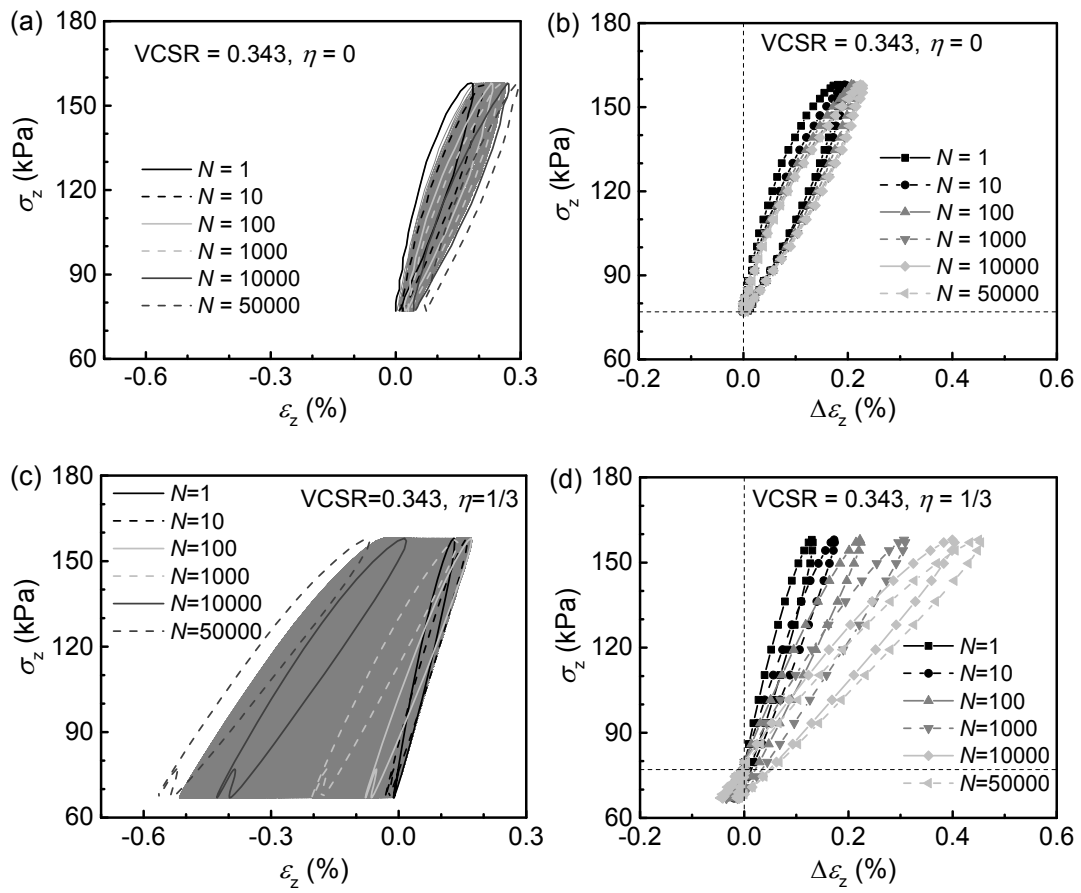 (a)
VCSR = 0.343, η = 0
180
150
120
90
60
σz (kPa)
N = 1
N = 10
N = 100
N = 1000
N = 10000
N = 50000
-0.6 -0.3 0.0 0.3
εz (%)
(b)
VCSR = 0.343, η = 0
180
150
120
90
60
σz (kPa)
N = 1
N = 10
N = 100
N = 1000
N = 10000
N = 50000
-0.2 0.0 0.2 0.4 0.6
Δεz (%)
(c)
VCSR=0.343, η=1/3
180
150
120
90
60
σz (kPa)
N=1
N=10
N=100
N=1000
N=10000
N=50000
-0.6 -0.3 0.0 0.3
εz (%)
(d)
VCSR = 0.343, η = 1/3
180
150
120
90
60
σz (kPa)
N=1
N=10
N=100
N=1000
N=10000
N=50000
-0.2 0.0 0.2 0.4 0.6
Δεz (%)